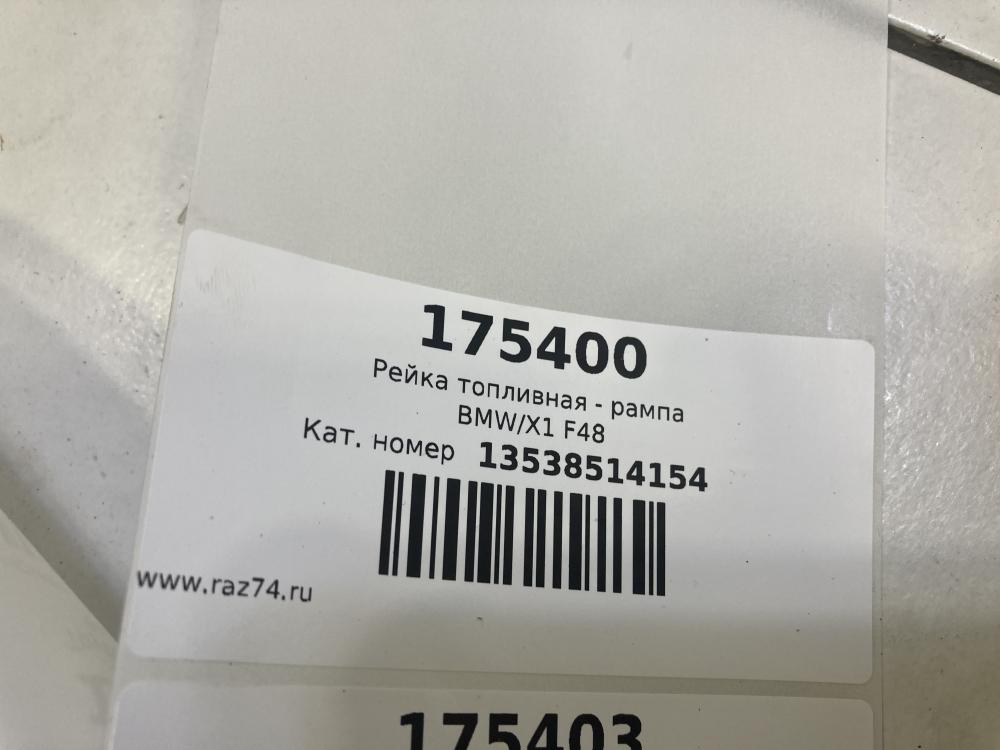 175400
Рейка топливная - рампа
BMW/X1 F48
Кат. номер 13538514154
www.raz74.ru
175403